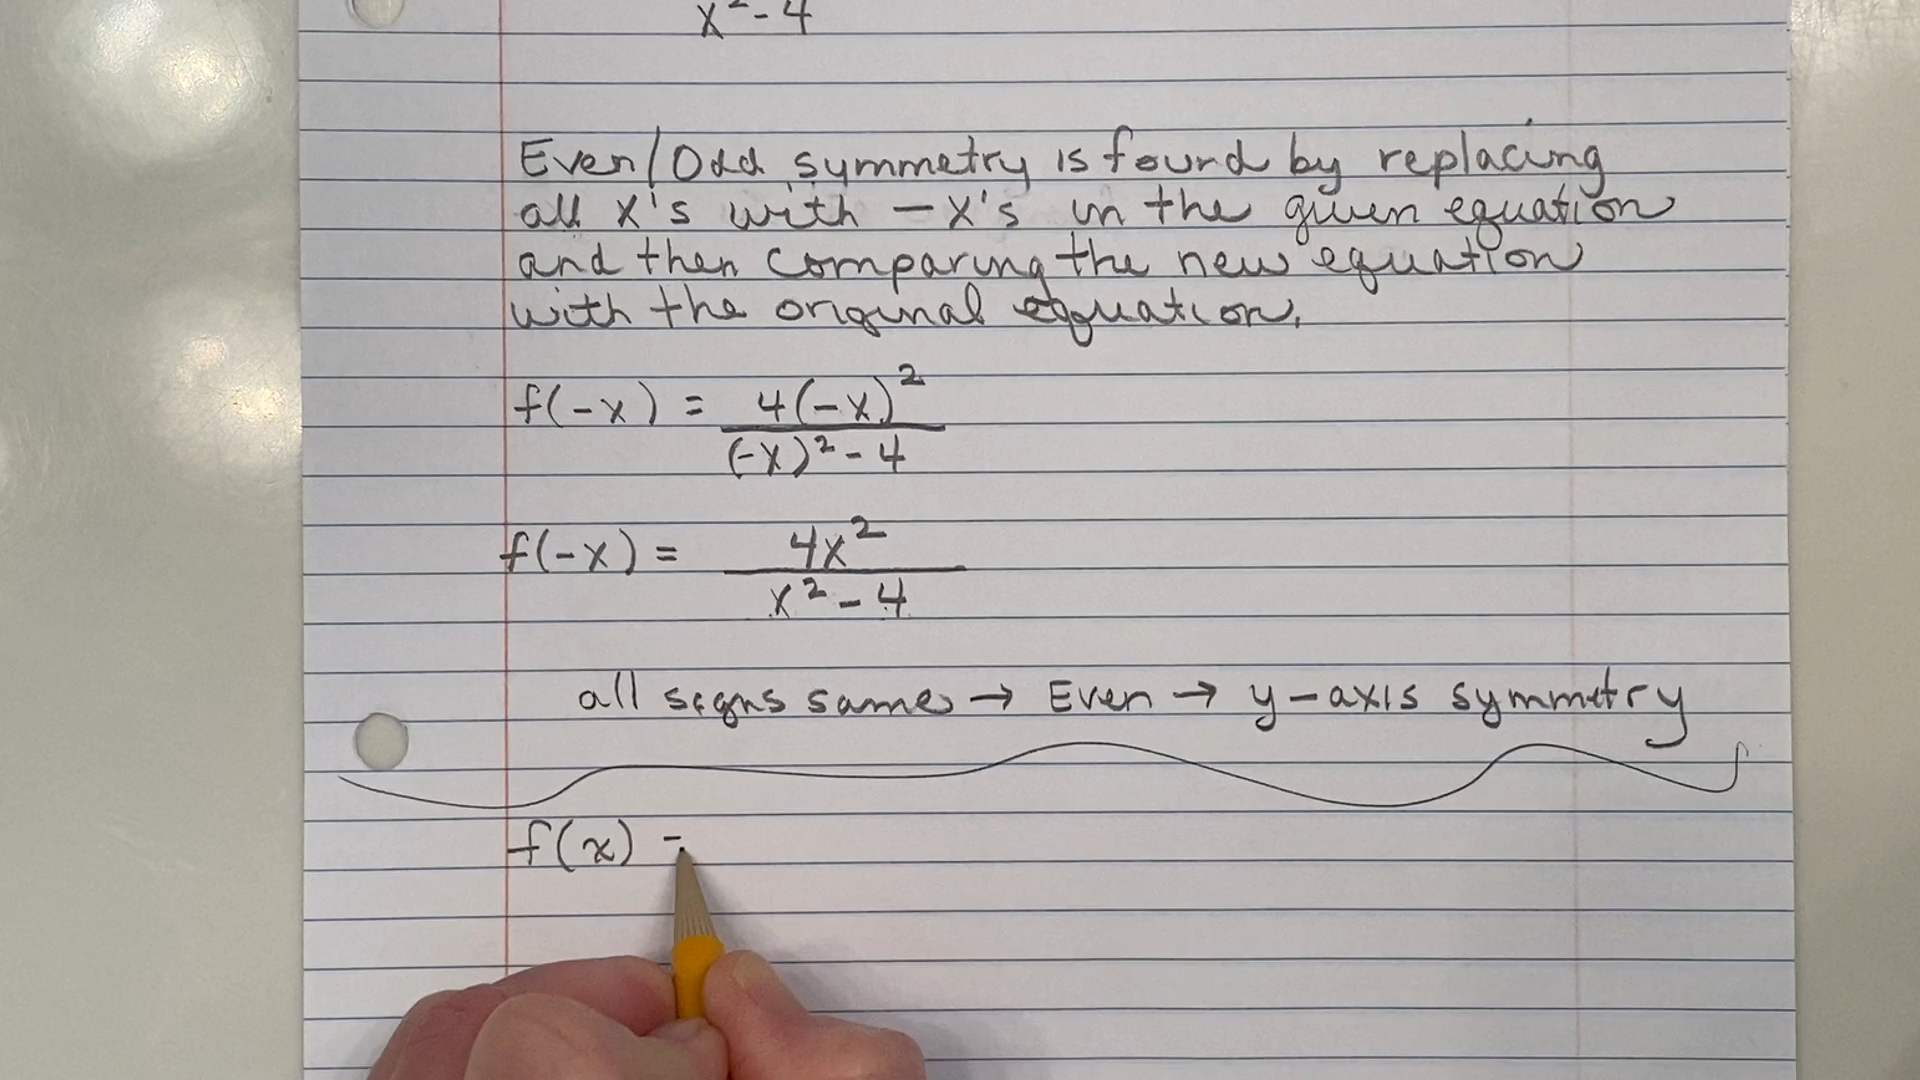 x² - 4
Even/Odd symmetry is found by replacing
all x's with -x's in the given equation
and then comparing the new equation
with the original equation.
f(-x) = 4(-x)²
(-x)² - 4
f(-x) = 4x²
x² - 4
all signs same → Even → y-axis symmetry
f(x) =